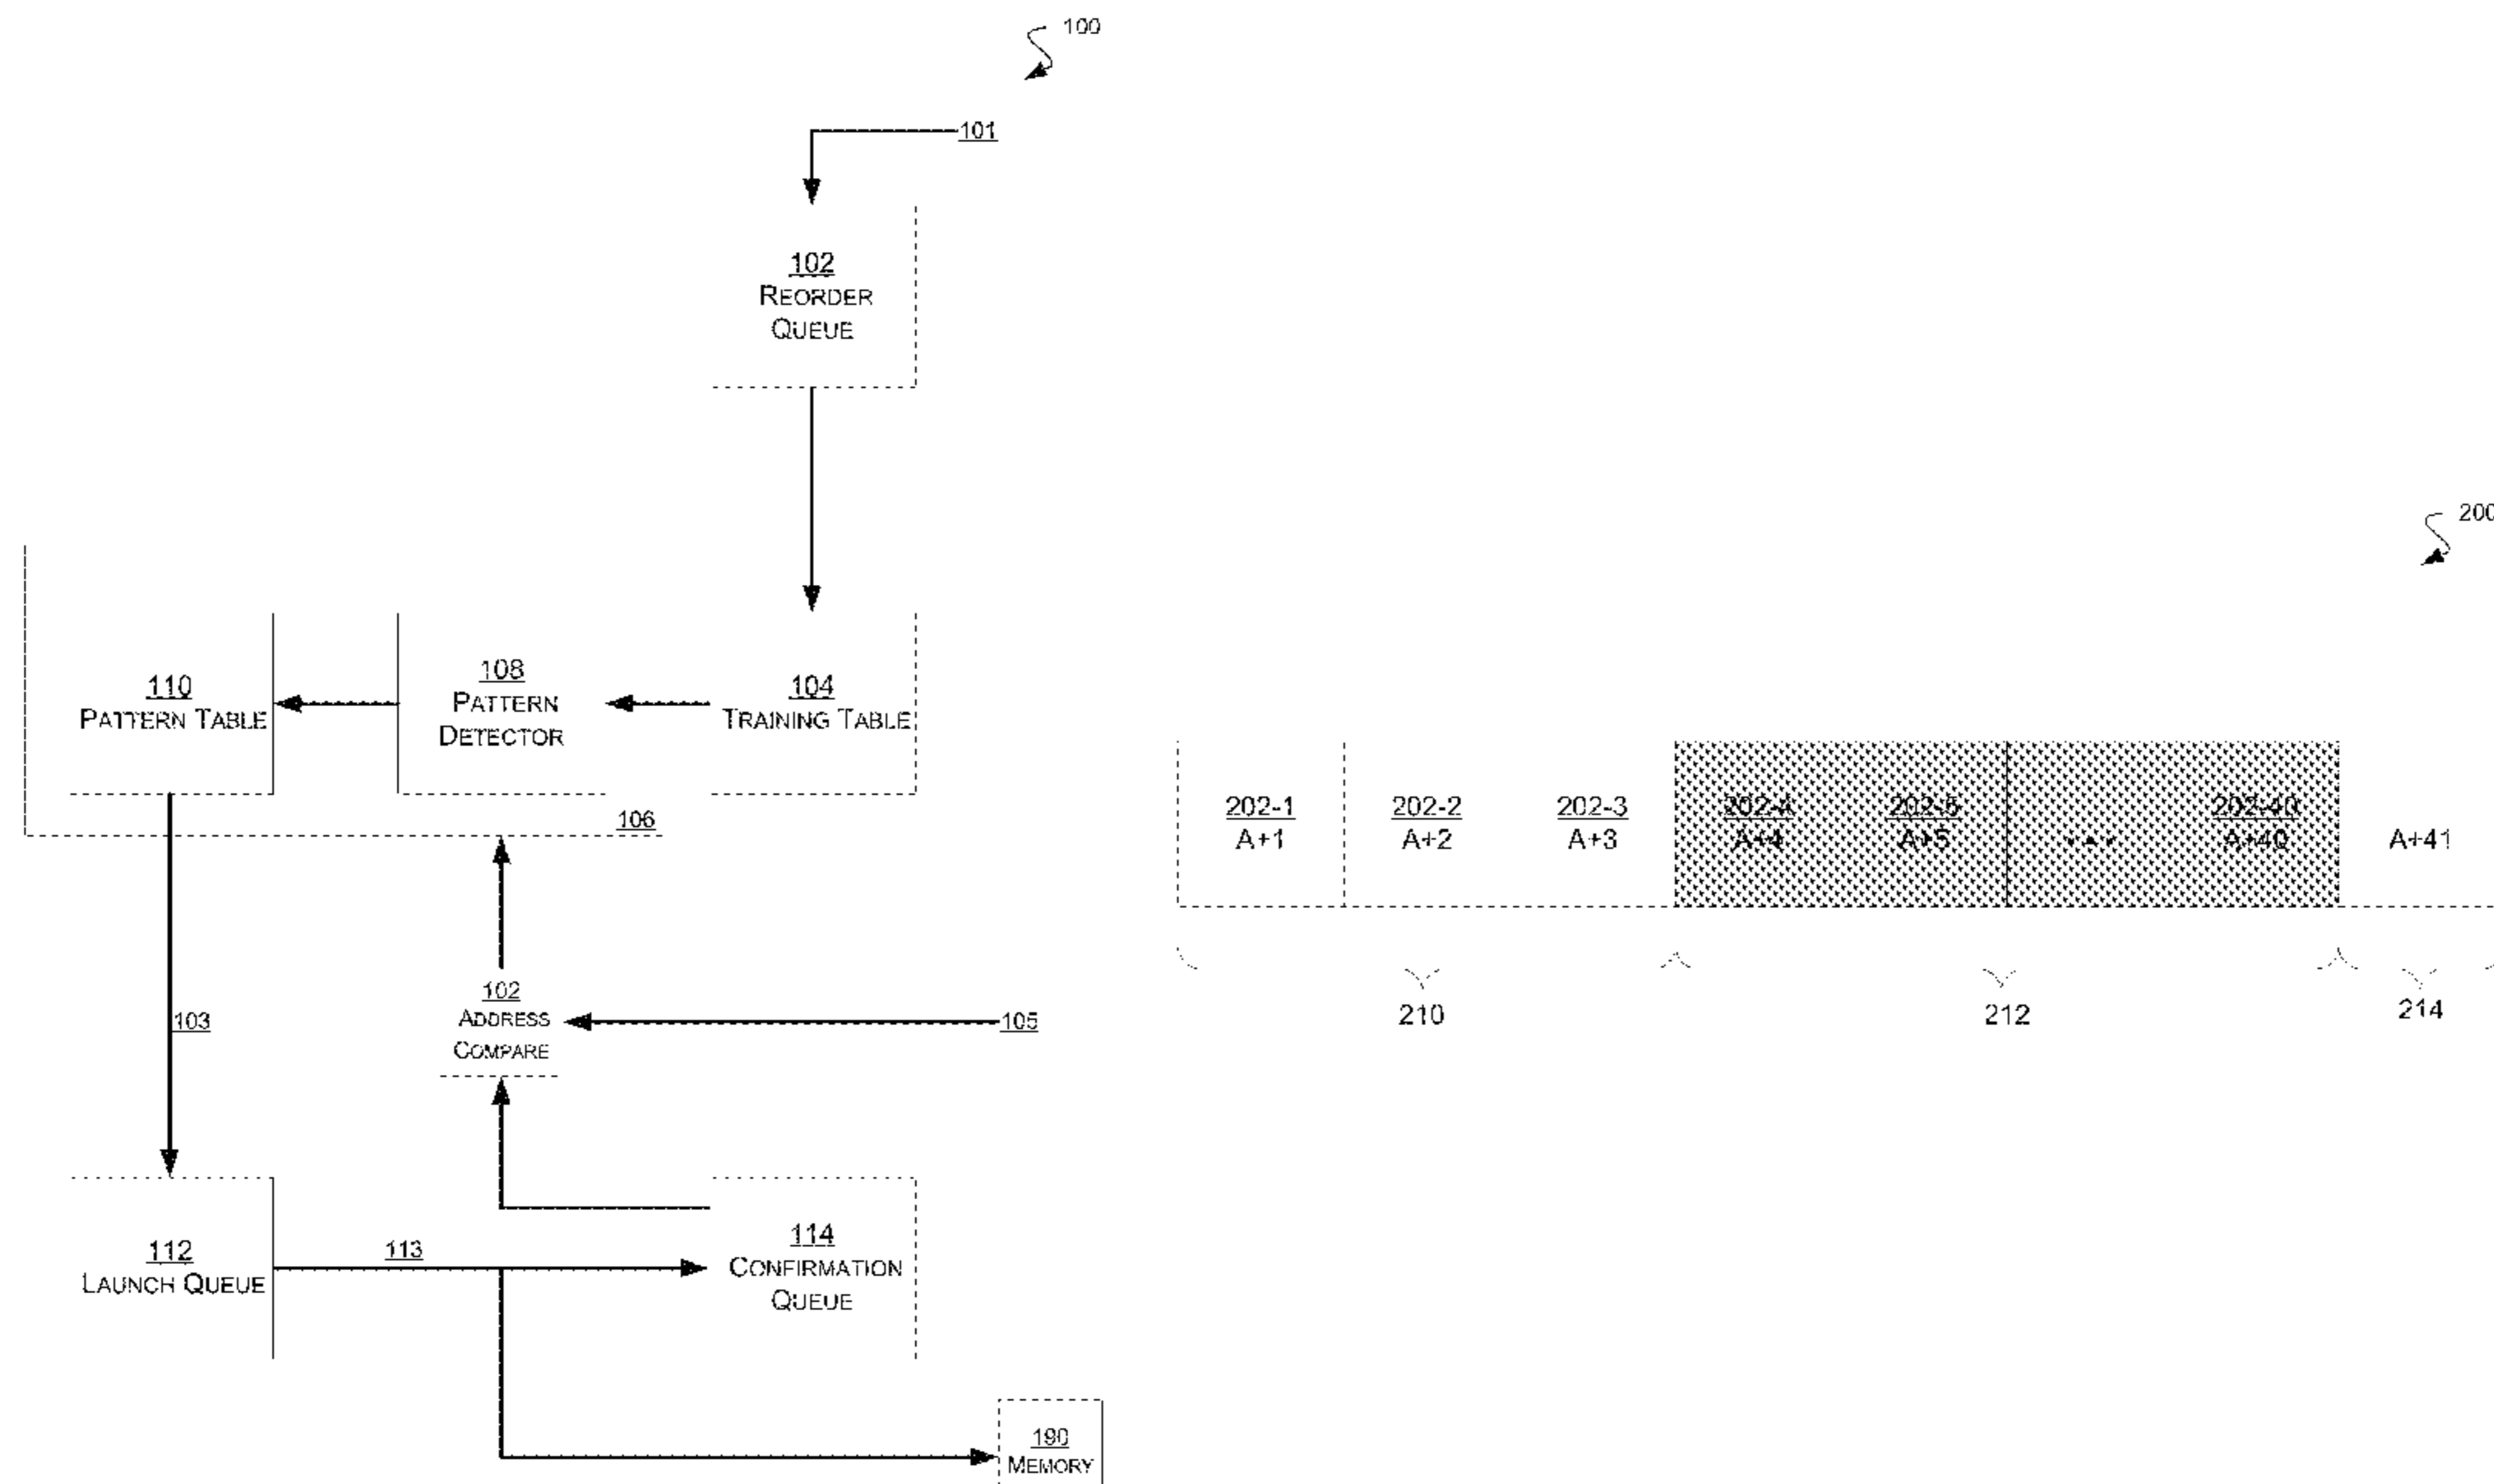 100
101
102
REORDER
QUEUE
110
PATTERN TABLE
108
PATTERN
DETECTOR
104
TRAINING TABLE
106
102
ADDRESS
COMPARE
103
105
112
LAUNCH QUEUE
113
114
CONFIRMATION
QUEUE
190
MEMORY
200
202-1
A+1
202-2
A+2
202-3
A+3
202-4
A+4
202-5
A+5
...
202-40
A+40
A+41
210
212
214